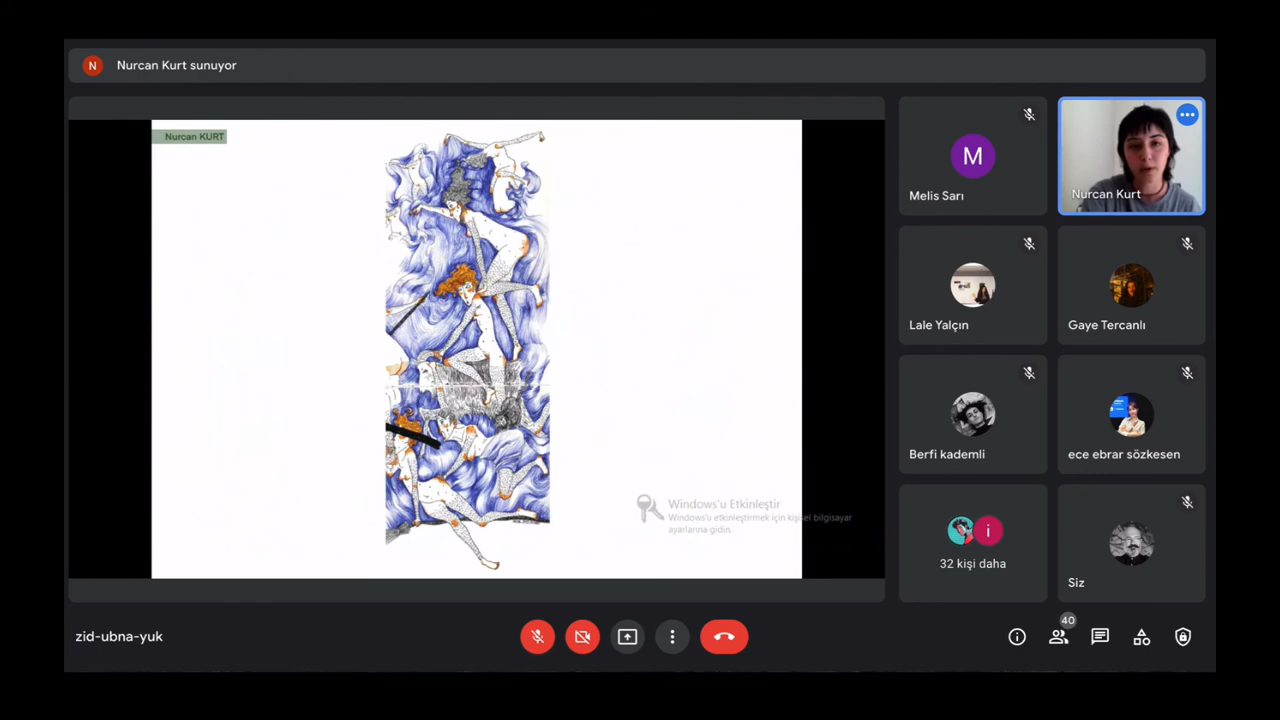 N Nurcan Kurt sunuyor
Nurcan KURT
Windows'u Etkinleştir
Windows'u etkinleştirmek için kişisel bilgisayar
ayarlarına gidin.
M
Melis Sarı
Nurcan Kurt
Lale Yalçın
Gaye Tercanlı
Berfi kademli
ece ebrar sözkesen
i
32 kişi daha
Siz
zid-ubna-yuk
40